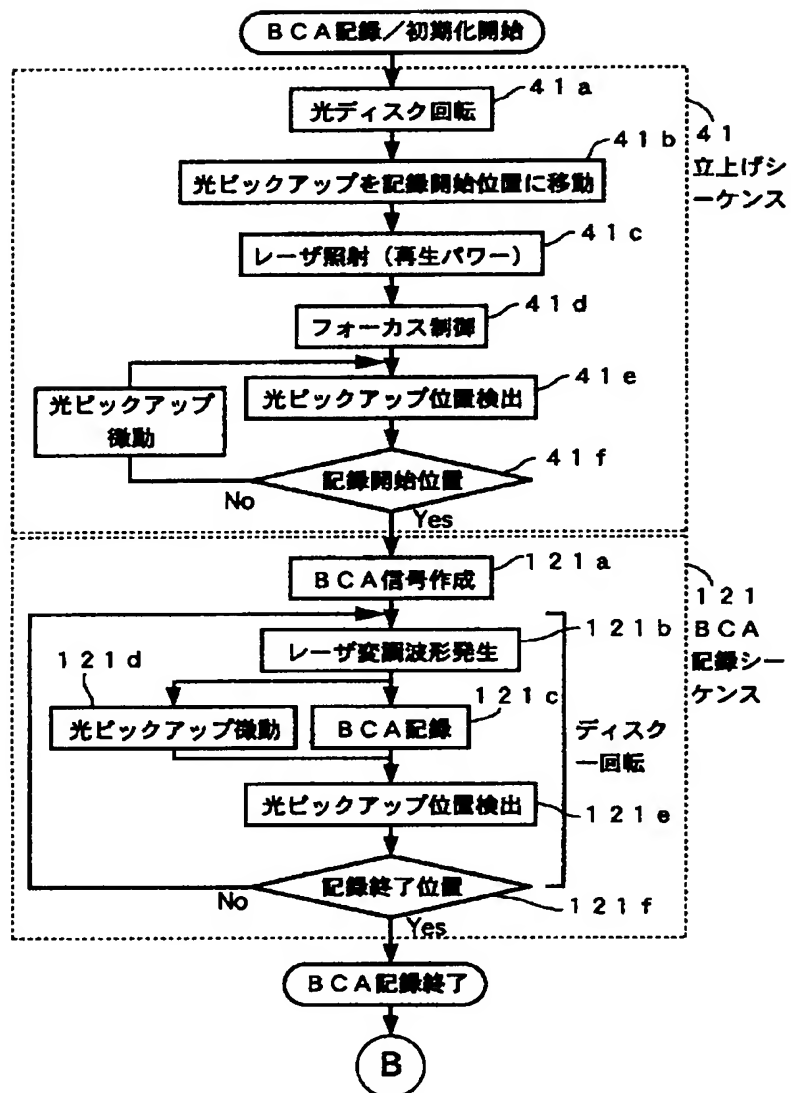 BCA記録／初期化開始
41a
光ディスク回転
41
立上げシ
ーケンス
41b
光ピックアップを記録開始位置に移動
41c
レーザ照射（再生パワー）
41d
フォーカス制御
41e
光ピックアップ位置検出
光ピックアップ
微動
41f
記録開始位置
No
Yes
121a
BCA信号作成
121
BCA
記録シー
ケンス
121b
レーザ変調波形発生
121d
121c
光ピックアップ微動
BCA記録
ディスク
一回転
光ピックアップ位置検出
121e
記録終了位置
No
121f
Yes
BCA記録終了
B